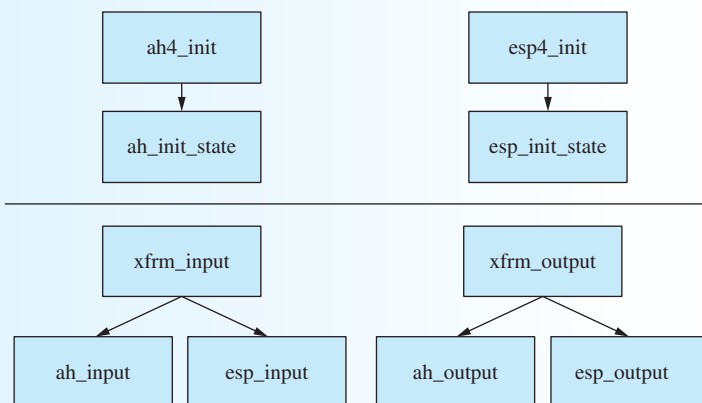 ah4_init
esp4_init
ah_init_state
esp_init_state
xfrm_input
xfrm_output
ah_input
esp_input
ah_output
esp_output